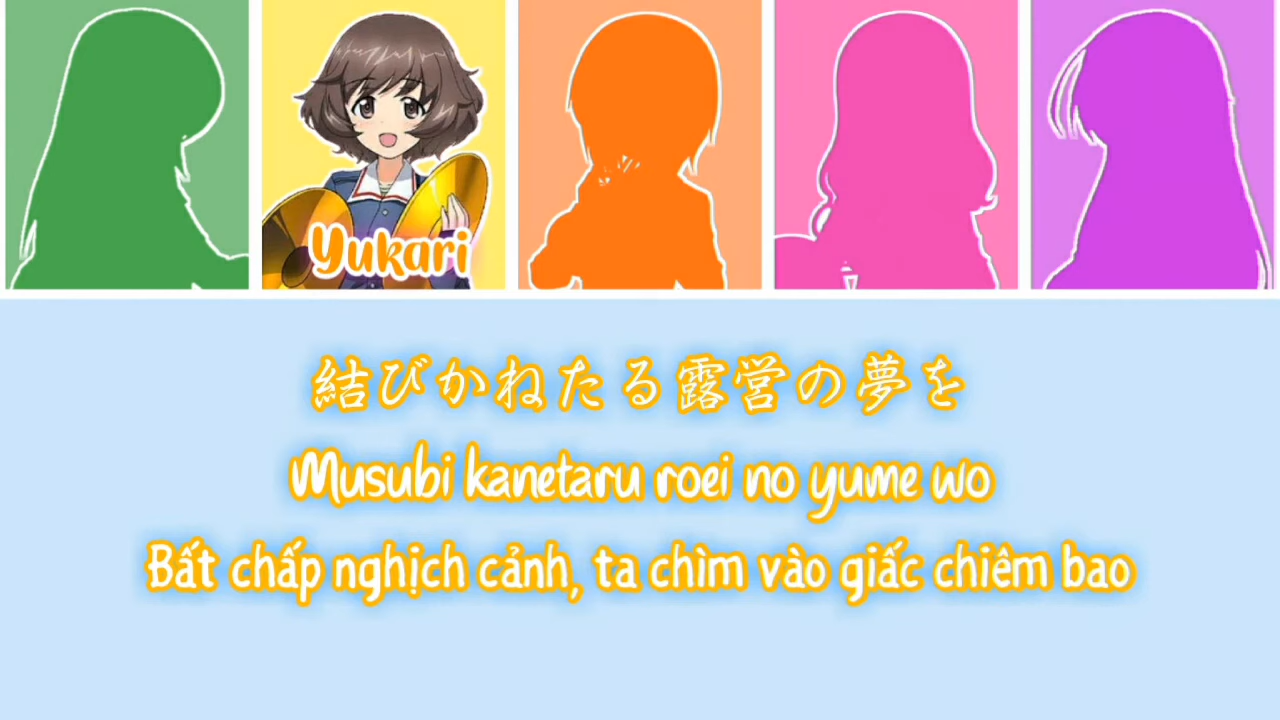 Yukari
結びかねたる露営の夢を
Musubi kanetaru roei no yume wo
Bất chấp nghịch cảnh, ta chìm vào giấc chiêm bao